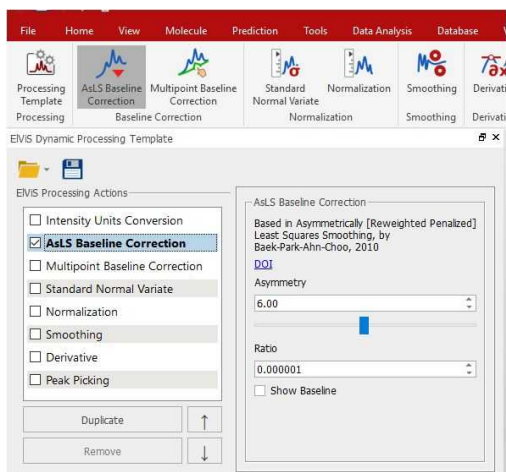 File Home View Molecule Prediction Tools Data Analysis Database
Processing Template
AsLS Baseline Correction
Multipoint Baseline Correction
Standard Normal Variate
Normalization
Smoothing
Processing Baseline Correction Normalization Smoothing
ElViS Dynamic Processing Template
ElViS Processing Actions
Intensity Units Conversion
AsLS Baseline Correction
Multipoint Baseline Correction
Standard Normal Variate
Normalization
Smoothing
Derivative
Peak Picking
Duplicate
Remove
AsLS Baseline Correction
Based in Asymmetrically [Reweighted Penalized]
Least Squares Smoothing, by
Baek-Park-Ahn-Choo, 2010
DOI
Asymmetry
6.00
Ratio
0.000001
Show Baseline